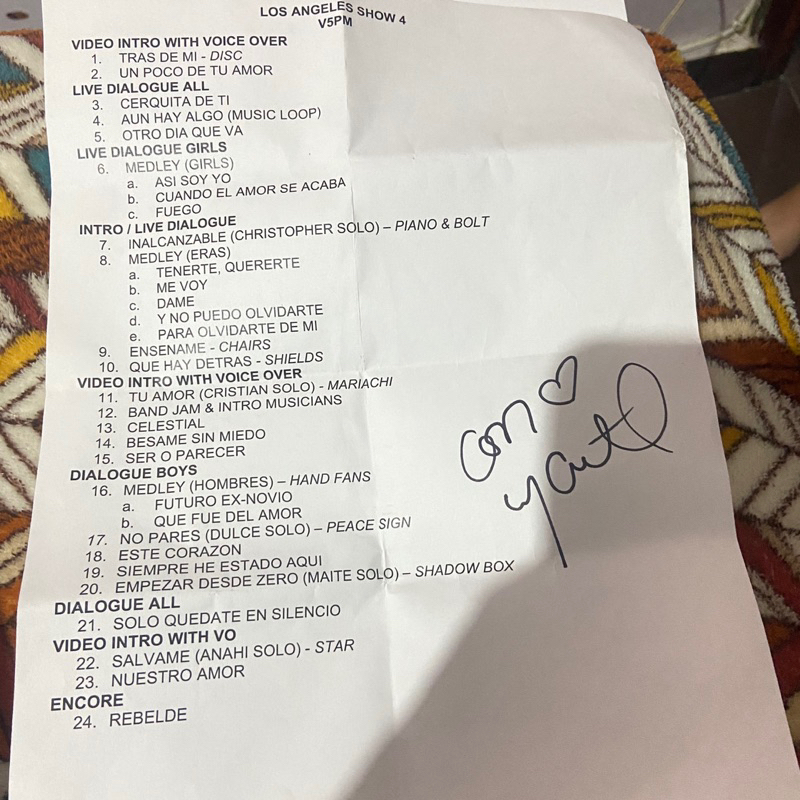 LOS ANGELES SHOW 4
V5PM
VIDEO INTRO WITH VOICE OVER
1. TRAS DE MI - DISC
2. UN POCO DE TU AMOR
LIVE DIALOGUE ALL
3. CERQUITA DE TI
4. AUN HAY ALGO (MUSIC LOOP)
5. OTRO DIA QUE VA
LIVE DIALOGUE GIRLS
6. MEDLEY (GIRLS)
a. ASI SOY YO
b. CUANDO EL AMOR SE ACABA
c. FUEGO
INTRO / LIVE DIALOGUE
7. INALCANZABLE (CHRISTOPHER SOLO) – PIANO & BOLT
8. MEDLEY (ERAS)
a. TENERTE, QUERERTE
b. ME VOY
c. DAME
d. Y NO PUEDO OLVIDARTE
e. PARA OLVIDARTE DE MI
9. ENSENAME - CHAIRS
10. QUE HAY DETRAS - SHIELDS
VIDEO INTRO WITH VOICE OVER
11. TU AMOR (CRISTIAN SOLO) - MARIACHI
12. BAND JAM & INTRO MUSICIANS
13. CELESTIAL
14. BESAME SIN MIEDO
15. SER O PARECER
DIALOGUE BOYS
16. MEDLEY (HOMBRES) – HAND FANS
a. FUTURO EX-NOVIO
b. QUE FUE DEL AMOR
17. NO PARES (DULCE SOLO) – PEACE SIGN
18. ESTE CORAZON
19. SIEMPRE HE ESTADO AQUI
20. EMPEZAR DESDE ZERO (MAITE SOLO) – SHADOW BOX
DIALOGUE ALL
21. SOLO QUEDATE EN SILENCIO
VIDEO INTRO WITH VO
22. SALVAME (ANAHI SOLO) - STAR
23. NUESTRO AMOR
ENCORE
24. REBELDE
con ♡